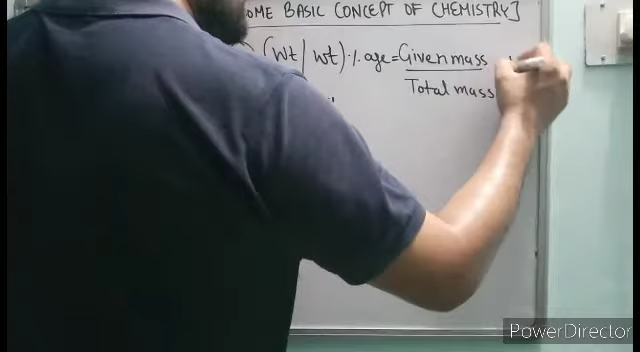 OME BASIC CONCEPT OF CHEMISTRY]
(Wt / wt) %age = Given mass
Total mass
PowerDirector